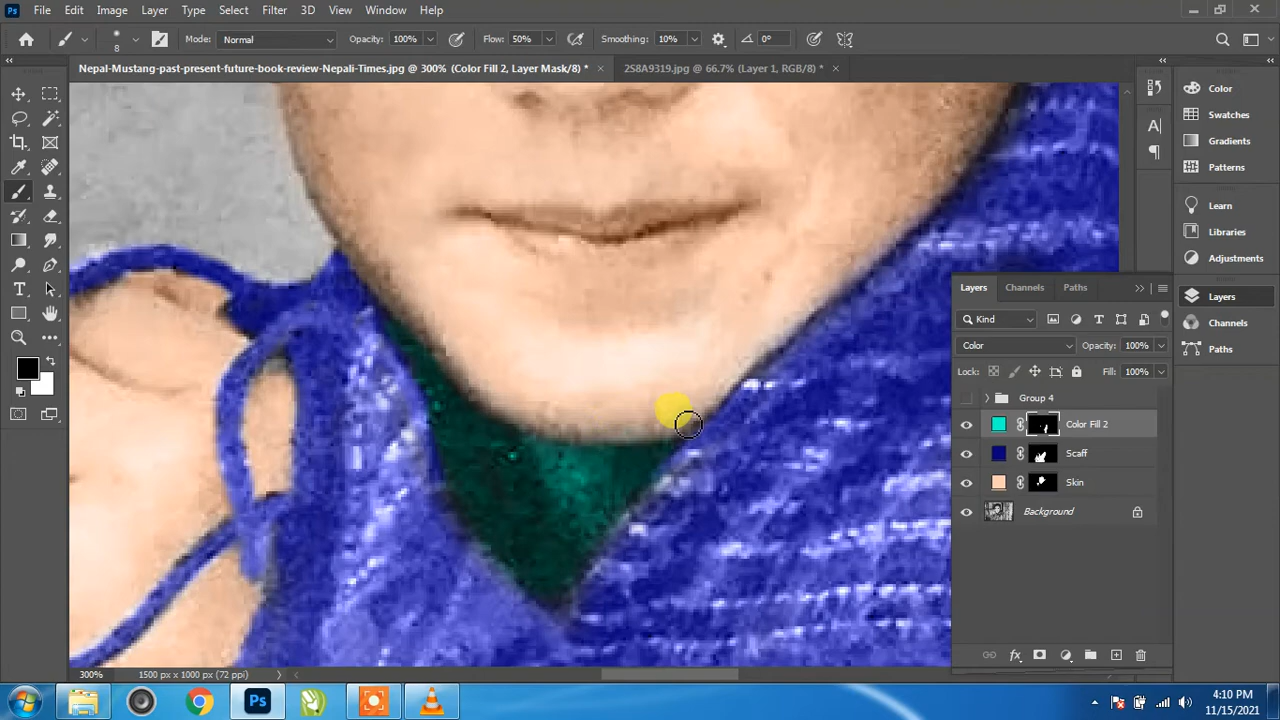 Ps File Edit Image Layer Type Select Filter 3D View Window Help
8 Mode: Normal Opacity: 100% Flow: 50% Smoothing: 10% 0°
Nepal-Mustang-past-present-future-book-review-Nepali-Times.jpg @ 300% (Color Fill 2, Layer Mask/8) * × 2S8A9319.jpg @ 66.7% (Layer 1, RGB/8) * ×
Color
Swatches
Gradients
Patterns
Learn
Libraries
Adjustments
Layers
Channels
Paths
Layers Channels Paths
Kind
Color Opacity: 100%
Lock: Fill: 100%
Group 4
Color Fill 2
Scaff
Skin
Background
300% 1500 px x 1000 px (72 ppi)
Ps
4:10 PM
11/15/2021